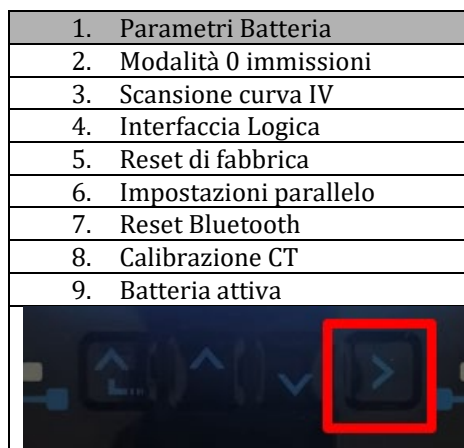 1. Parametri Batteria
2. Modalità 0 immissioni
3. Scansione curva IV
4. Interfaccia Logica
5. Reset di fabbrica
6. Impostazioni parallelo
7. Reset Bluetooth
8. Calibrazione CT
9. Batteria attiva